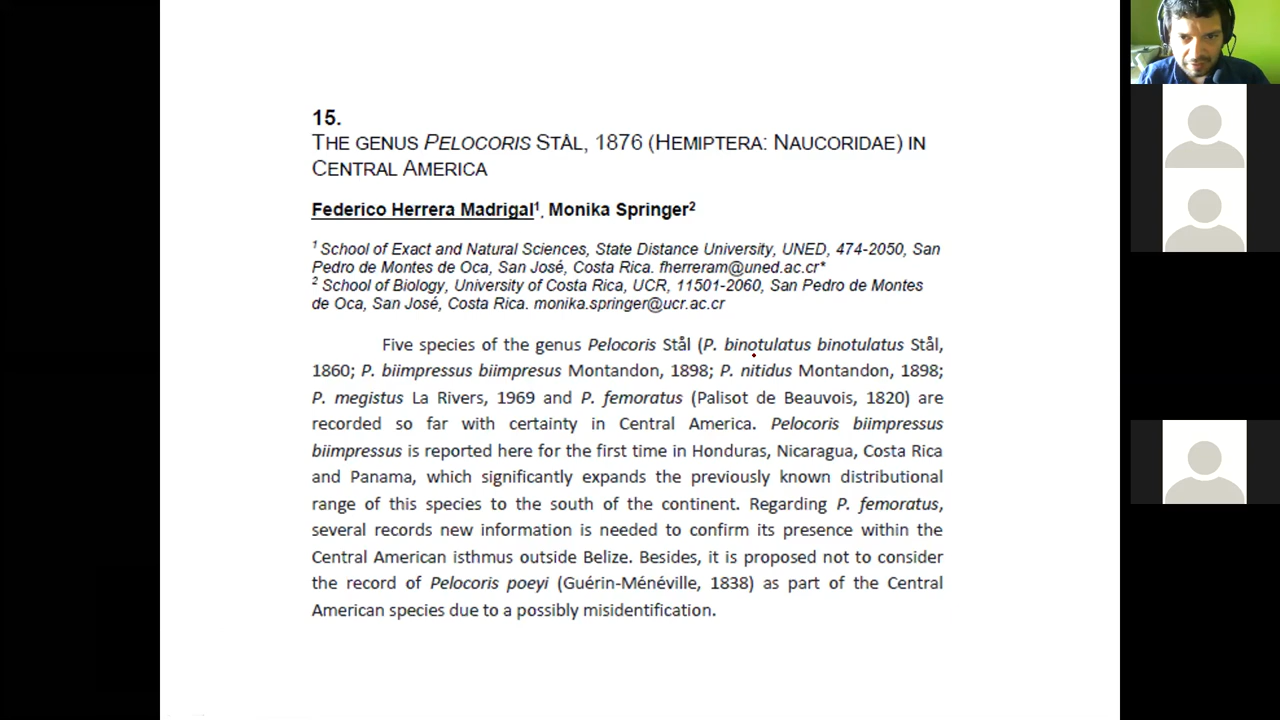 15.
THE GENUS PELOCORIS STÅL, 1876 (HEMIPTERA: NAUCORIDAE) IN
CENTRAL AMERICA
Federico Herrera Madrigal1, Monika Springer2
1 School of Exact and Natural Sciences, State Distance University, UNED, 474-2050, San
Pedro de Montes de Oca, San José, Costa Rica. fherreram@uned.ac.cr*
2 School of Biology, University of Costa Rica, UCR, 11501-2060, San Pedro de Montes
de Oca, San José, Costa Rica. monika.springer@ucr.ac.cr
Five species of the genus Pelocoris Stål (P. binotulatus binotulatus Stål,
1860; P. biimpressus biimpresus Montandon, 1898; P. nitidus Montandon, 1898;
P. megistus La Rivers, 1969 and P. femoratus (Palisot de Beauvois, 1820) are
recorded so far with certainty in Central America. Pelocoris biimpressus
biimpressus is reported here for the first time in Honduras, Nicaragua, Costa Rica
and Panama, which significantly expands the previously known distributional
range of this species to the south of the continent. Regarding P. femoratus,
several records new information is needed to confirm its presence within the
Central American isthmus outside Belize. Besides, it is proposed not to consider
the record of Pelocoris poeyi (Guérin-Ménéville, 1838) as part of the Central
American species due to a possibly misidentification.